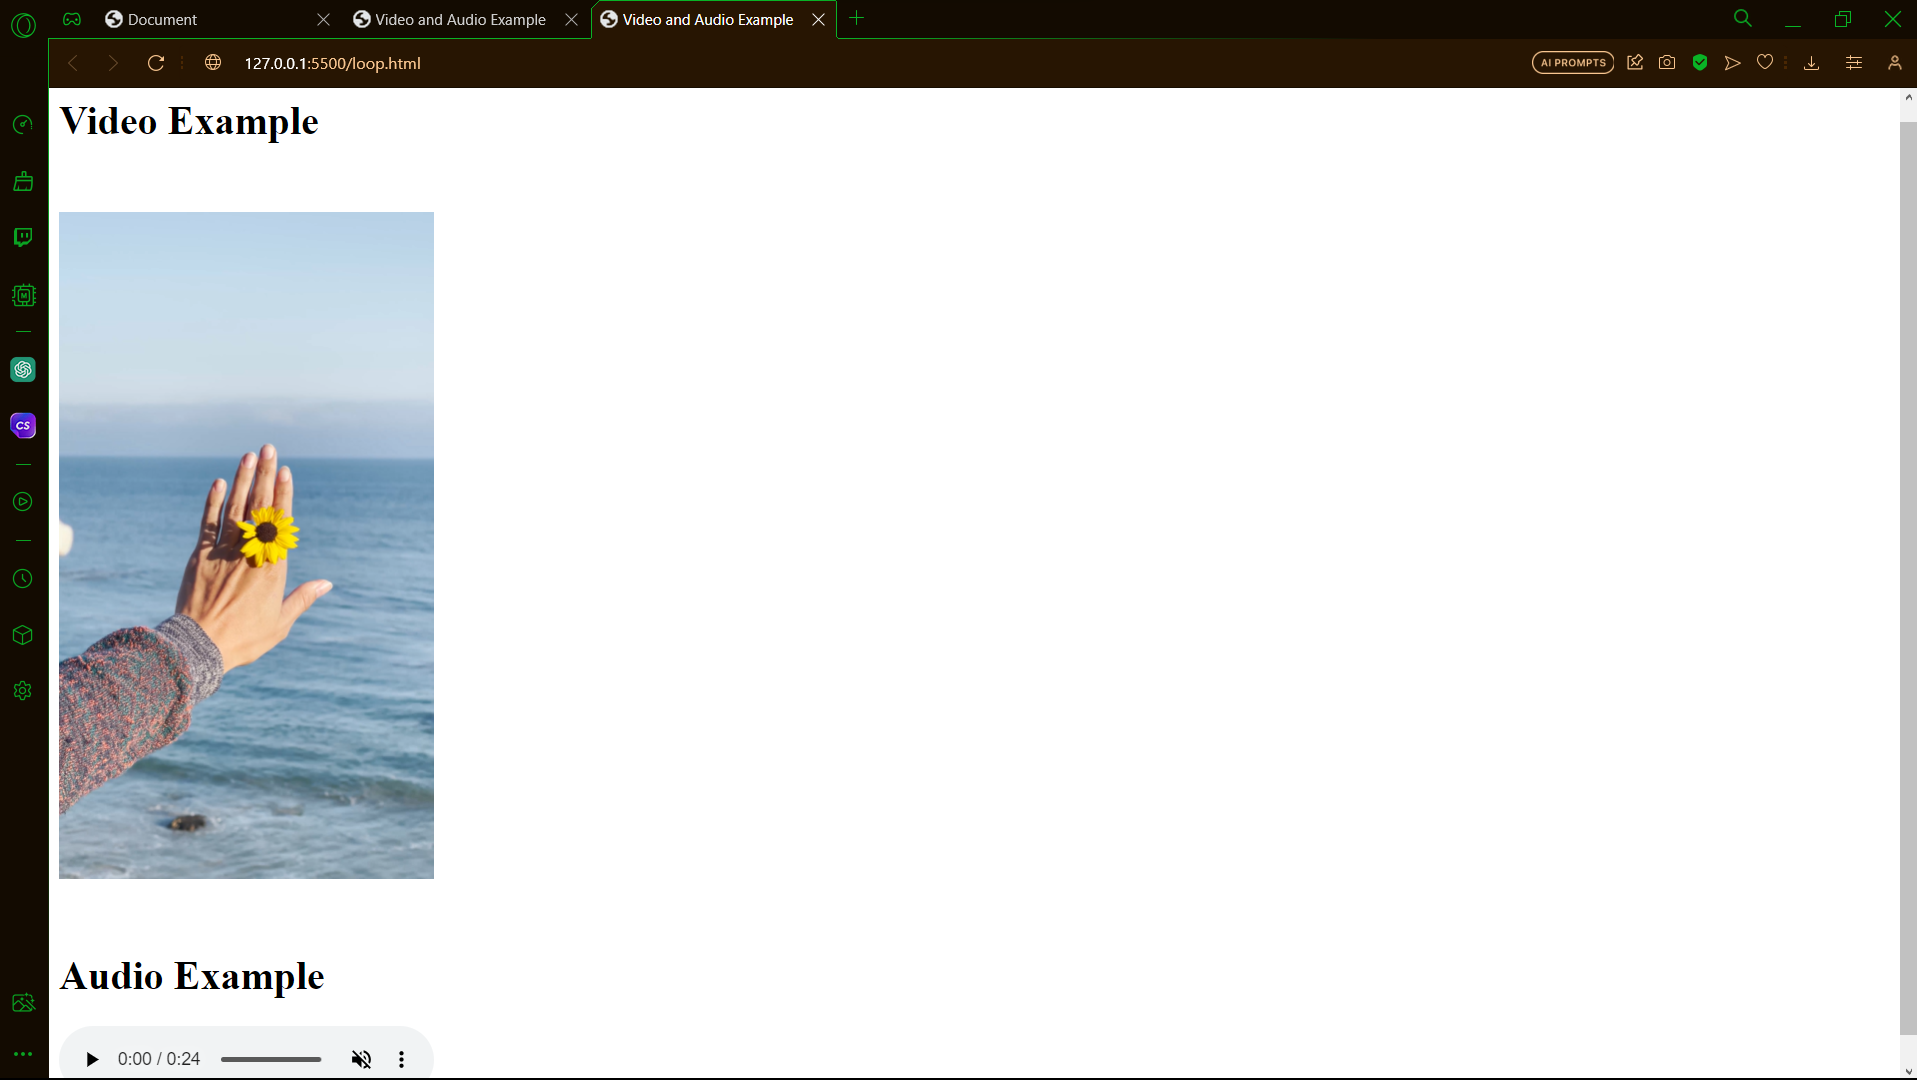 Document
Video and Audio Example
Video and Audio Example
127.0.0.1:5500/loop.html
AI PROMPTS
M
CS
Video Example
Audio Example
0:00 / 0:24